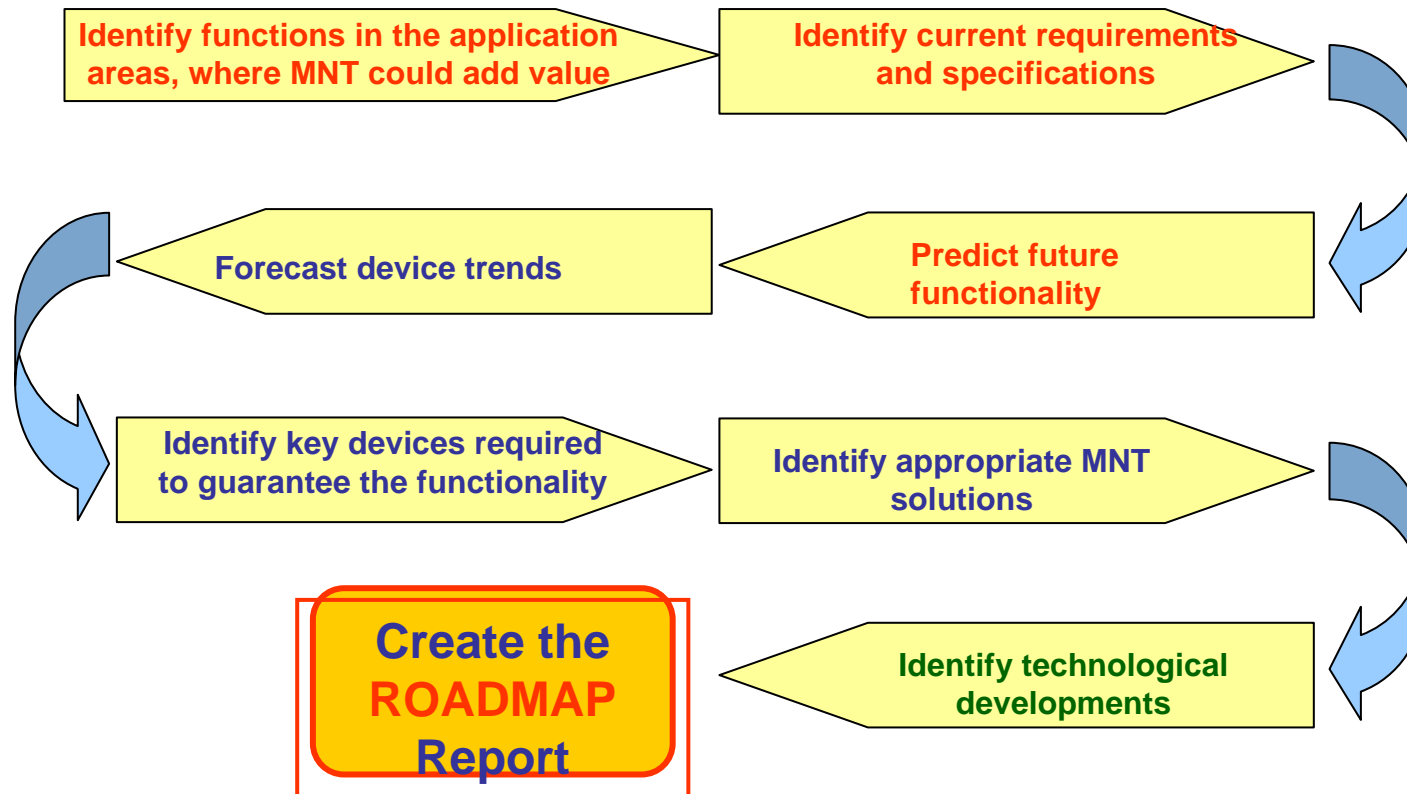 Identify functions in the application
areas, where MNT could add value
Identify current requirements
and specifications
Predict future
functionality
Forecast device trends
Identify key devices required
to guarantee the functionality
Identify appropriate MNT
solutions
Identify technological
developments
Create the
ROADMAP
Report